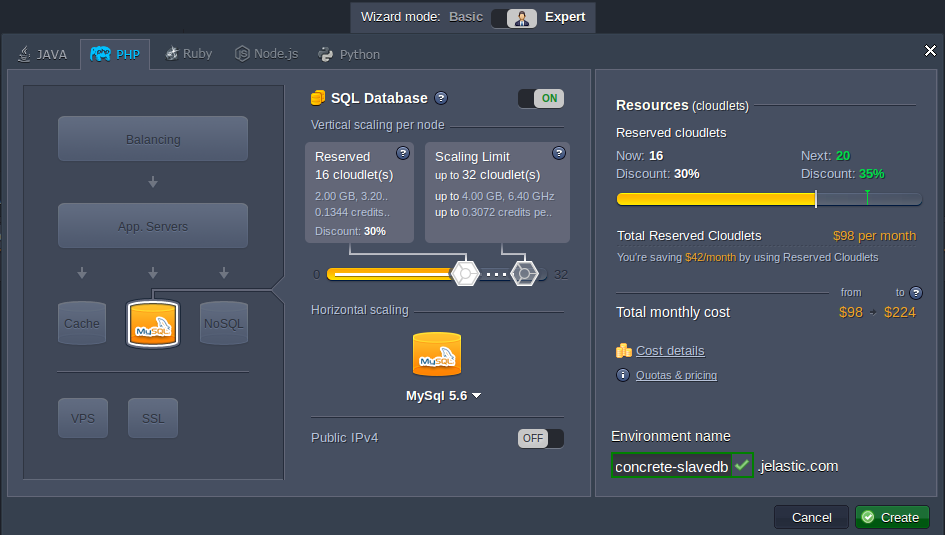 Wizard mode: Basic Expert
JAVA PHP Ruby Node.js Python
Balancing
App. Servers
Cache MySQL NoSQL
VPS SSL
SQL Database ? ON
Vertical scaling per node
Reserved ?
16 cloudlet(s)
2.00 GB, 3.20..
0.1344 credits..
Discount: 30%
Scaling Limit ?
up to 32 cloudlet(s)
up to 4.00 GB, 6.40 GHz
up to 0.3072 credits pe..
0 32
Horizontal scaling
MySQL
MySql 5.6
Public IPv4 OFF
Resources (cloudlets)
Reserved cloudlets
Now: 16 Next: 20
Discount: 30% Discount: 35%
Total Reserved Cloudlets $98 per month
You're saving $42/month by using Reserved Cloudlets
from to ?
Total monthly cost $98 $224
Cost details
Quotas & pricing
Environment name
concrete-slavedb .jelastic.com
Cancel Create